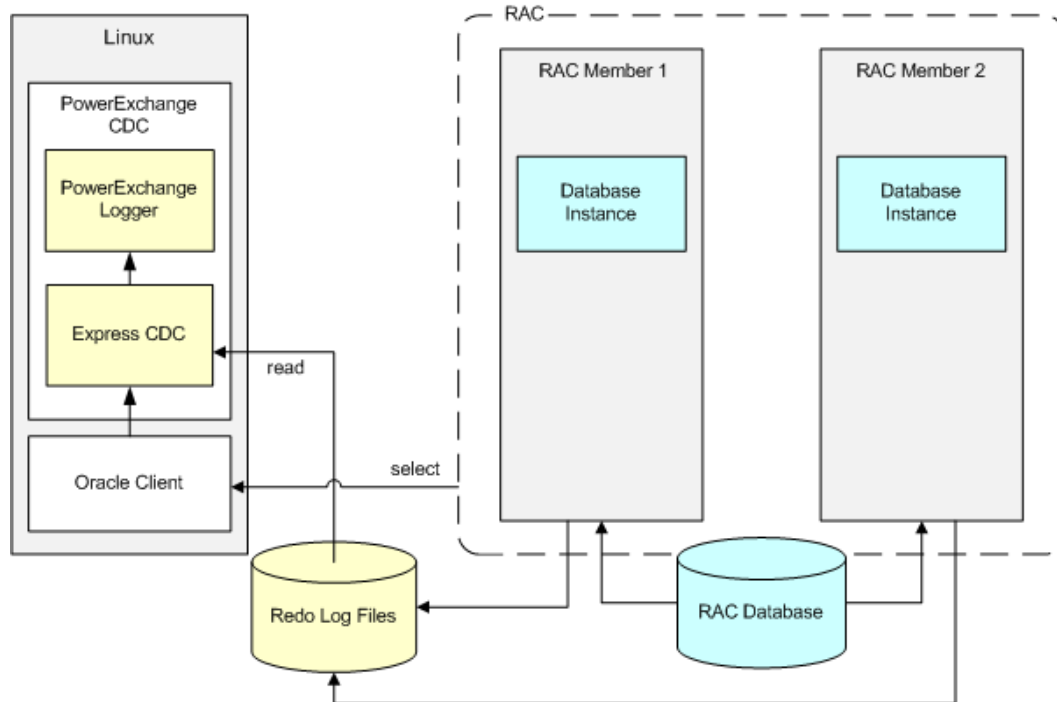 Linux
PowerExchange
CDC
PowerExchange
Logger
Express CDC
Oracle Client
read
select
RAC
RAC Member 1
Database
Instance
RAC Member 2
Database
Instance
Redo Log Files
RAC Database